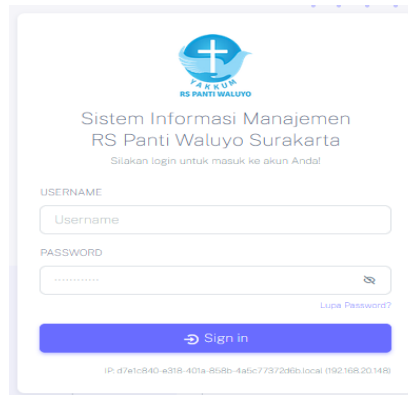 YAKKUM
RS PANTI WALUYO
Sistem Informasi Manajemen
RS Panti Waluyo Surakarta
Silakan login untuk masuk ke akun Anda!
USERNAME
Username
PASSWORD
............
Lupa Password?
Sign in
IP: d7e1c840-e318-401a-858b-4a5c77372d6b.local (192.168.20.148)